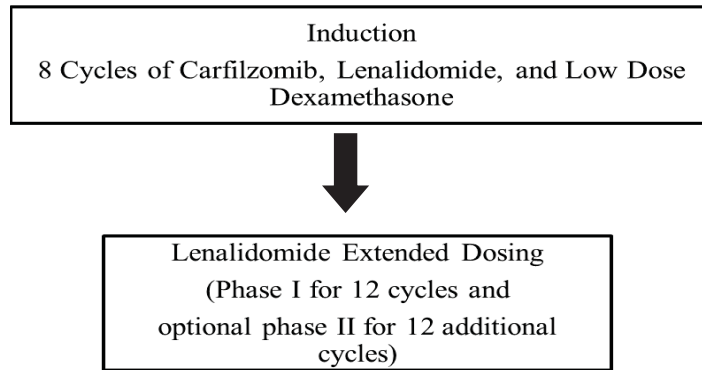 Induction
8 Cycles of Carfilzomib, Lenalidomide, and Low Dose
Dexamethasone
Lenalidomide Extended Dosing
(Phase I for 12 cycles and
optional phase II for 12 additional
cycles)